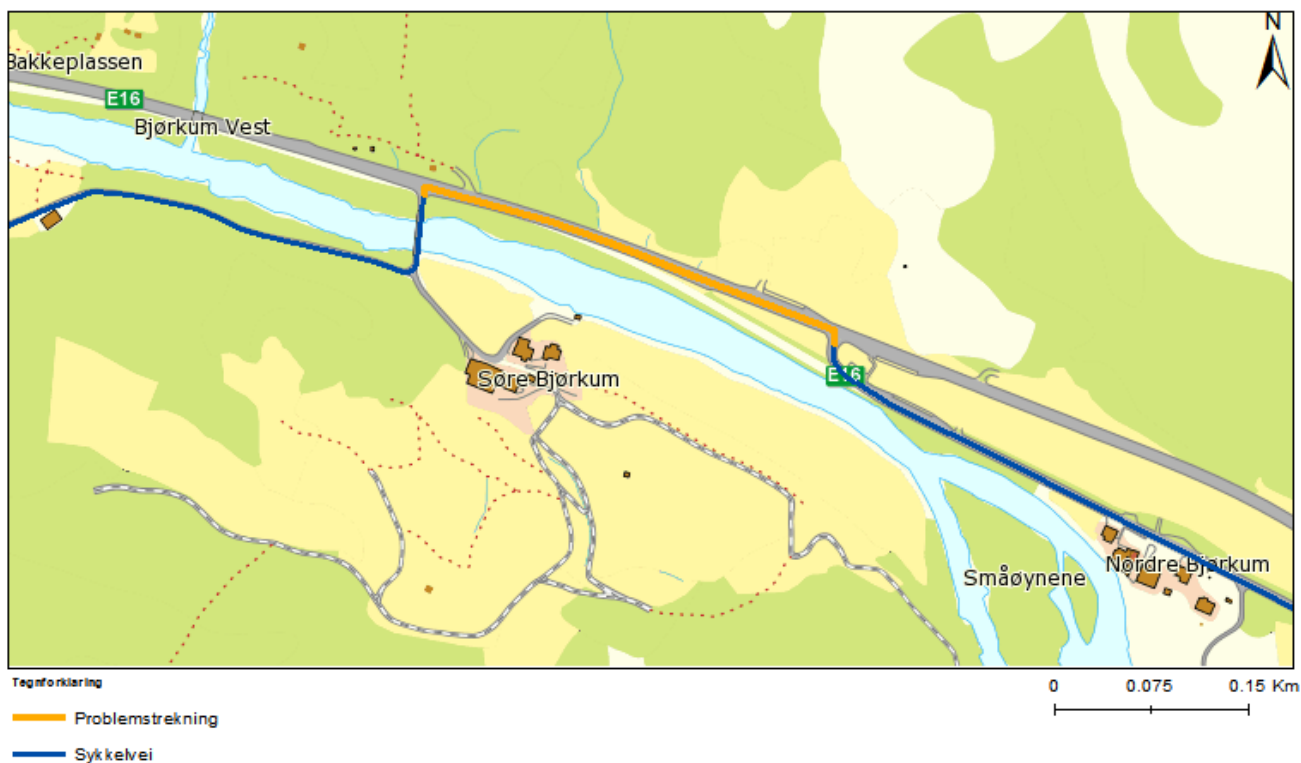 N
Bakkeplassen
E16
Bjørkum Vest
Søre Bjørkum
E16
Småøynene
Nordre Bjørkum
Tegnforklaring
0 0.075 0.15 Km
Problemstrekning
Sykkelvei